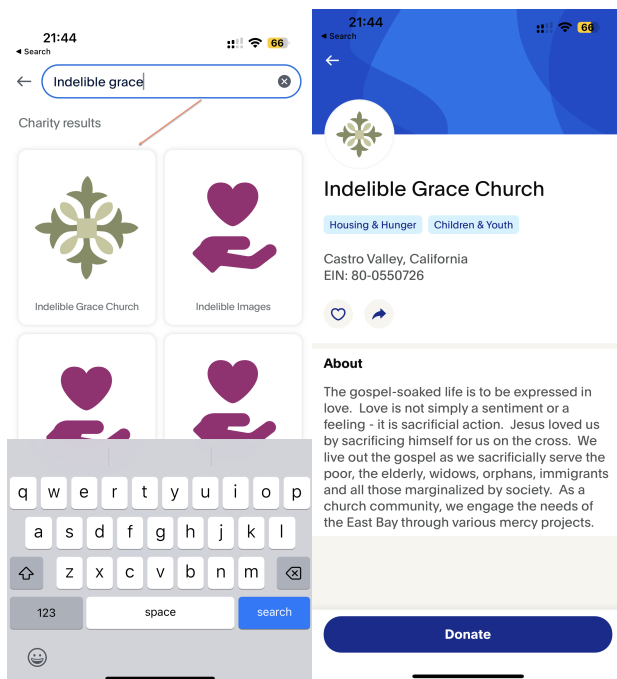 21:44
◂ Search
66
Indelible grace
Charity results
Indelible Grace Church
Indelible Images
q w e r t y u i o p
a s d f g h j k l
z x c v b n m
123
space
search
21:44
◂ Search
66
Indelible Grace Church
Housing & Hunger
Children & Youth
Castro Valley, California
EIN: 80-0550726
About
The gospel-soaked life is to be expressed in
love.  Love is not simply a sentiment or a
feeling - it is sacrificial action.  Jesus loved us
by sacrificing himself for us on the cross.  We
live out the gospel as we sacrificially serve the
poor, the elderly, widows, orphans, immigrants
and all those marginalized by society.  As a
church community, we engage the needs of
the East Bay through various mercy projects.
Donate